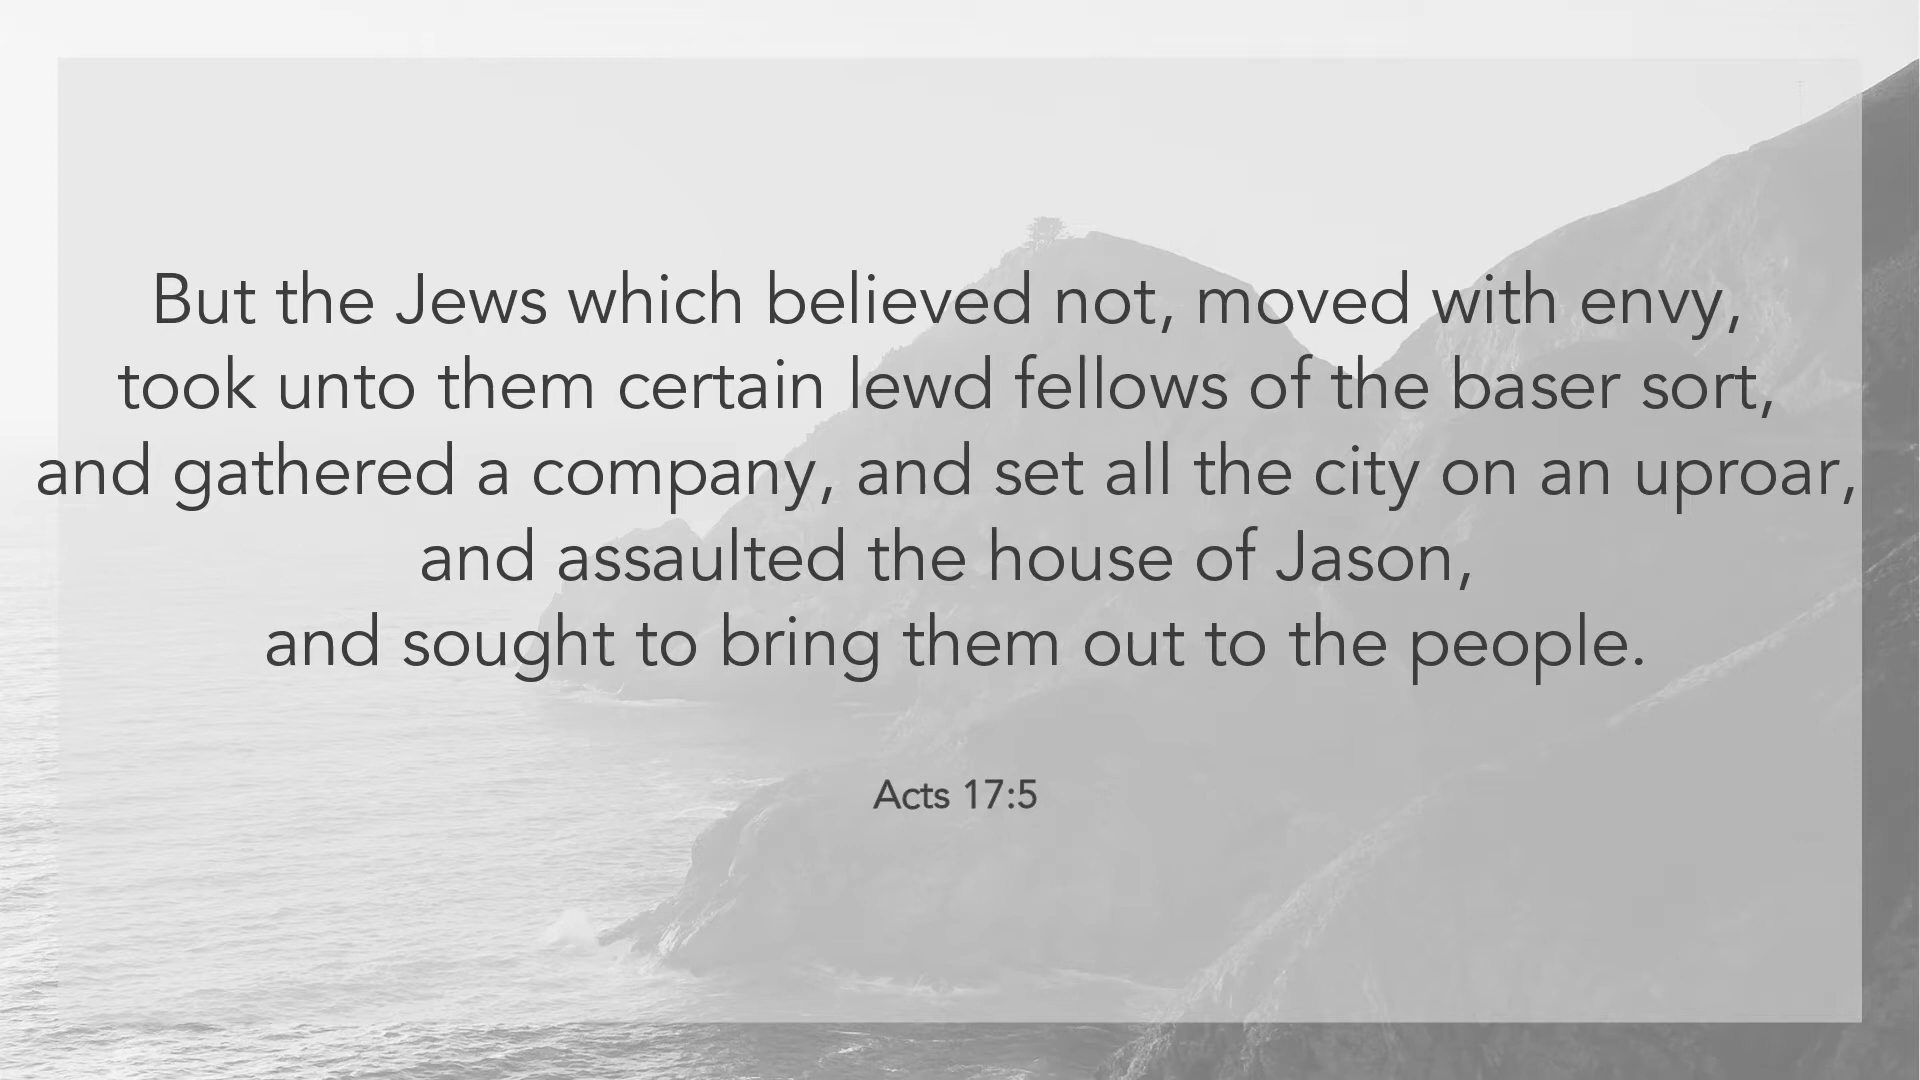 But the Jews which believed not, moved with envy,
took unto them certain lewd fellows of the baser sort,
and gathered a company, and set all the city on an uproar,
and assaulted the house of Jason,
and sought to bring them out to the people.
Acts 17:5